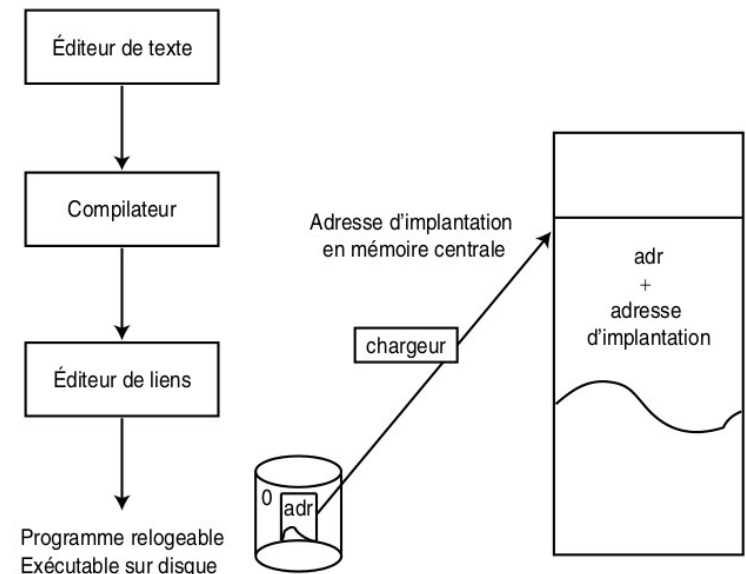 Éditeur de texte
Compilateur
Éditeur de liens
Programme relogeable
Exécutable sur disque
Adresse d'implantation
en mémoire centrale
chargeur
0
adr
adr
+
adresse
d'implantation